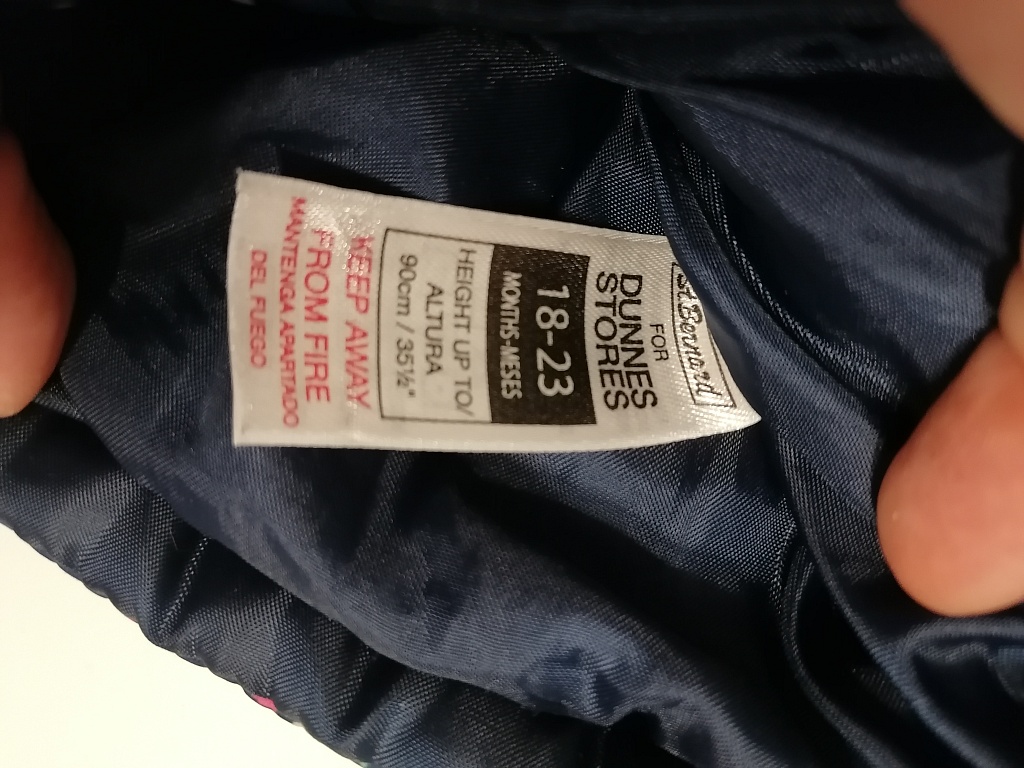 St.Bernard
FOR
DUNNES
STORES
18-23
MONTHS-MESES
HEIGHT UP TO/
ALTURA
90cm / 35½"
KEEP AWAY
FROM FIRE
MANTENGA APARTADO
DEL FUEGO